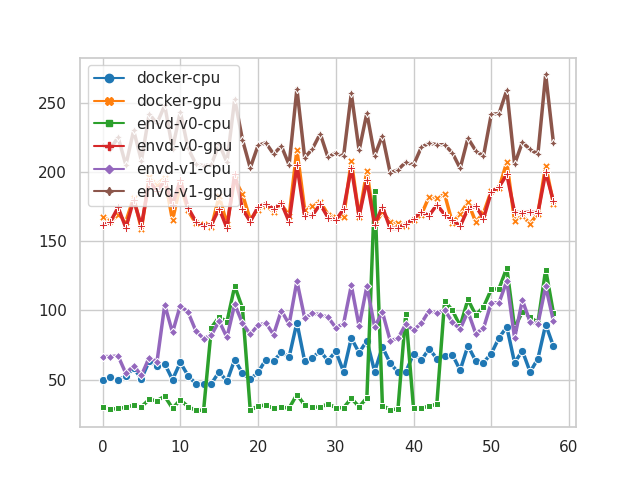 docker-cpu
docker-gpu
envd-v0-cpu
envd-v0-gpu
envd-v1-cpu
envd-v1-gpu
250
200
150
100
50
0 10 20 30 40 50 60